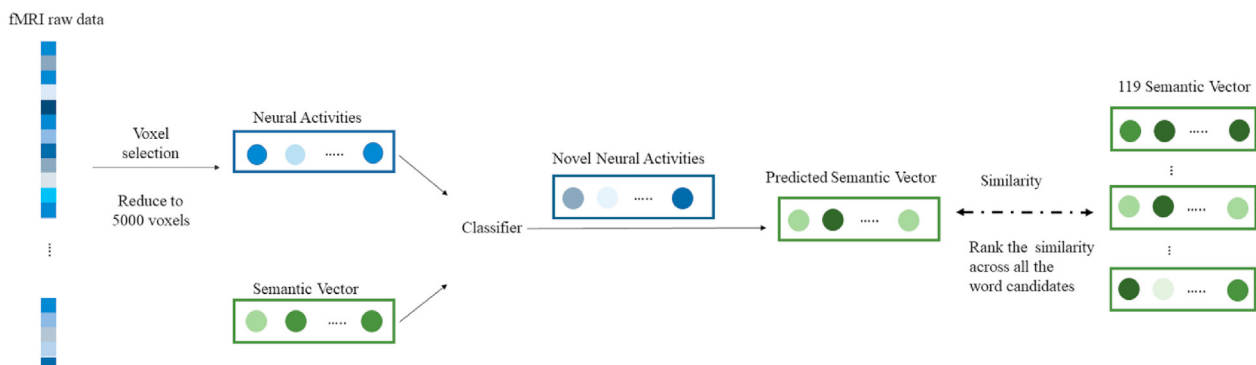 fMRI raw data
Voxel
selection
Reduce to
5000 voxels
Neural Activities
.....
Semantic Vector
.....
Classifier
Novel Neural Activities
.....
Predicted Semantic Vector
.....
Similarity
Rank the similarity
across all the
word candidates
119 Semantic Vector
.....
.....
.....